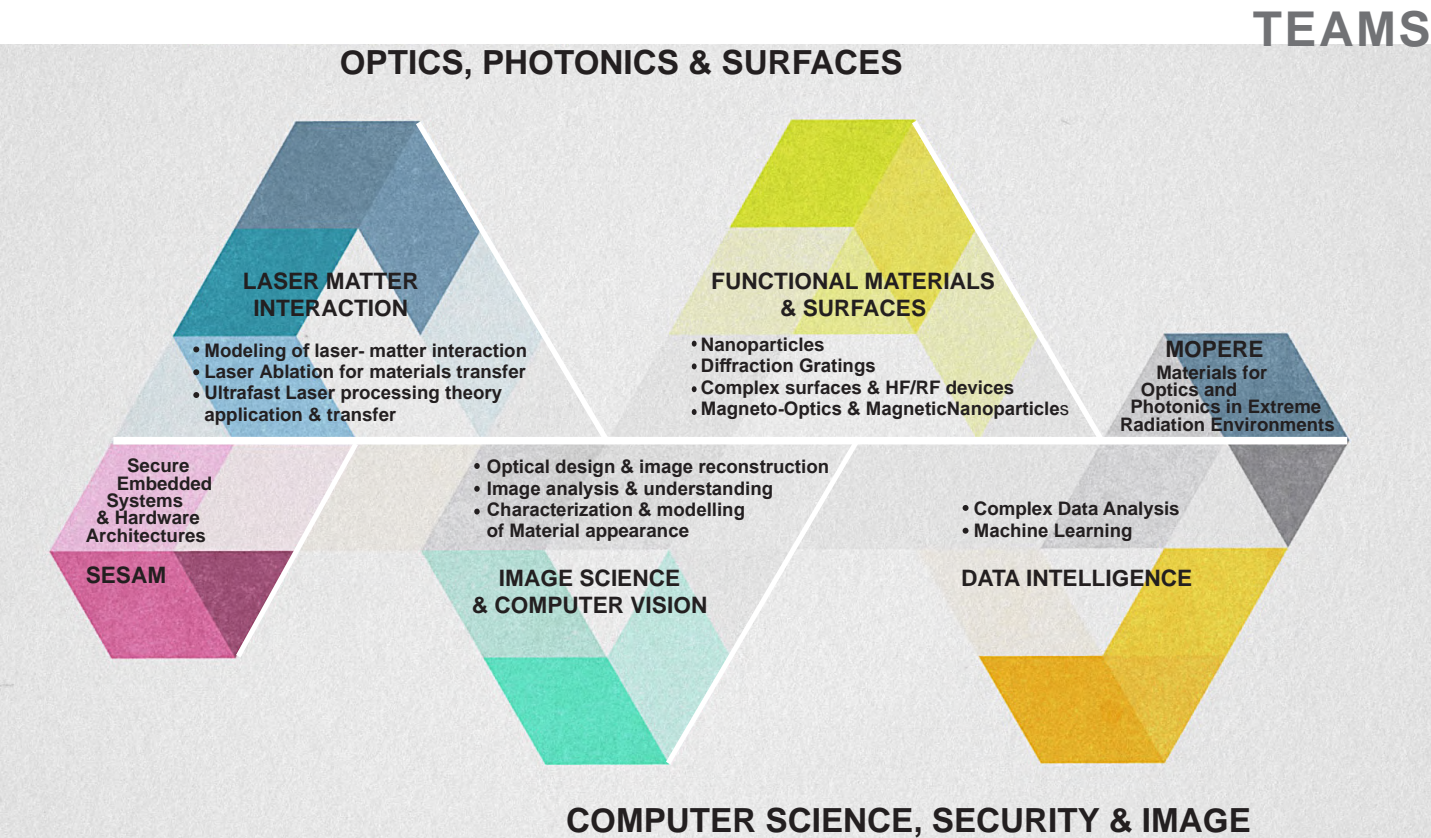 TEAMS
OPTICS, PHOTONICS & SURFACES
LASER MATTER
INTERACTION
• Modeling of laser- matter interaction
• Laser Ablation for materials transfer
• Ultrafast Laser processing theory
application & transfer
FUNCTIONAL MATERIALS
& SURFACES
• Nanoparticles
• Diffraction Gratings
• Complex surfaces & HF/RF devices
• Magneto-Optics & MagneticNanoparticles
MOPERE
Materials for
Optics and
Photonics in Extreme
Radiation Environments
Secure
Embedded
Systems
& Hardware
Architectures
SESAM
• Optical design & image reconstruction
• Image analysis & understanding
• Characterization & modelling
of Material appearance
IMAGE SCIENCE
& COMPUTER VISION
• Complex Data Analysis
• Machine Learning
DATA INTELLIGENCE
COMPUTER SCIENCE, SECURITY & IMAGE